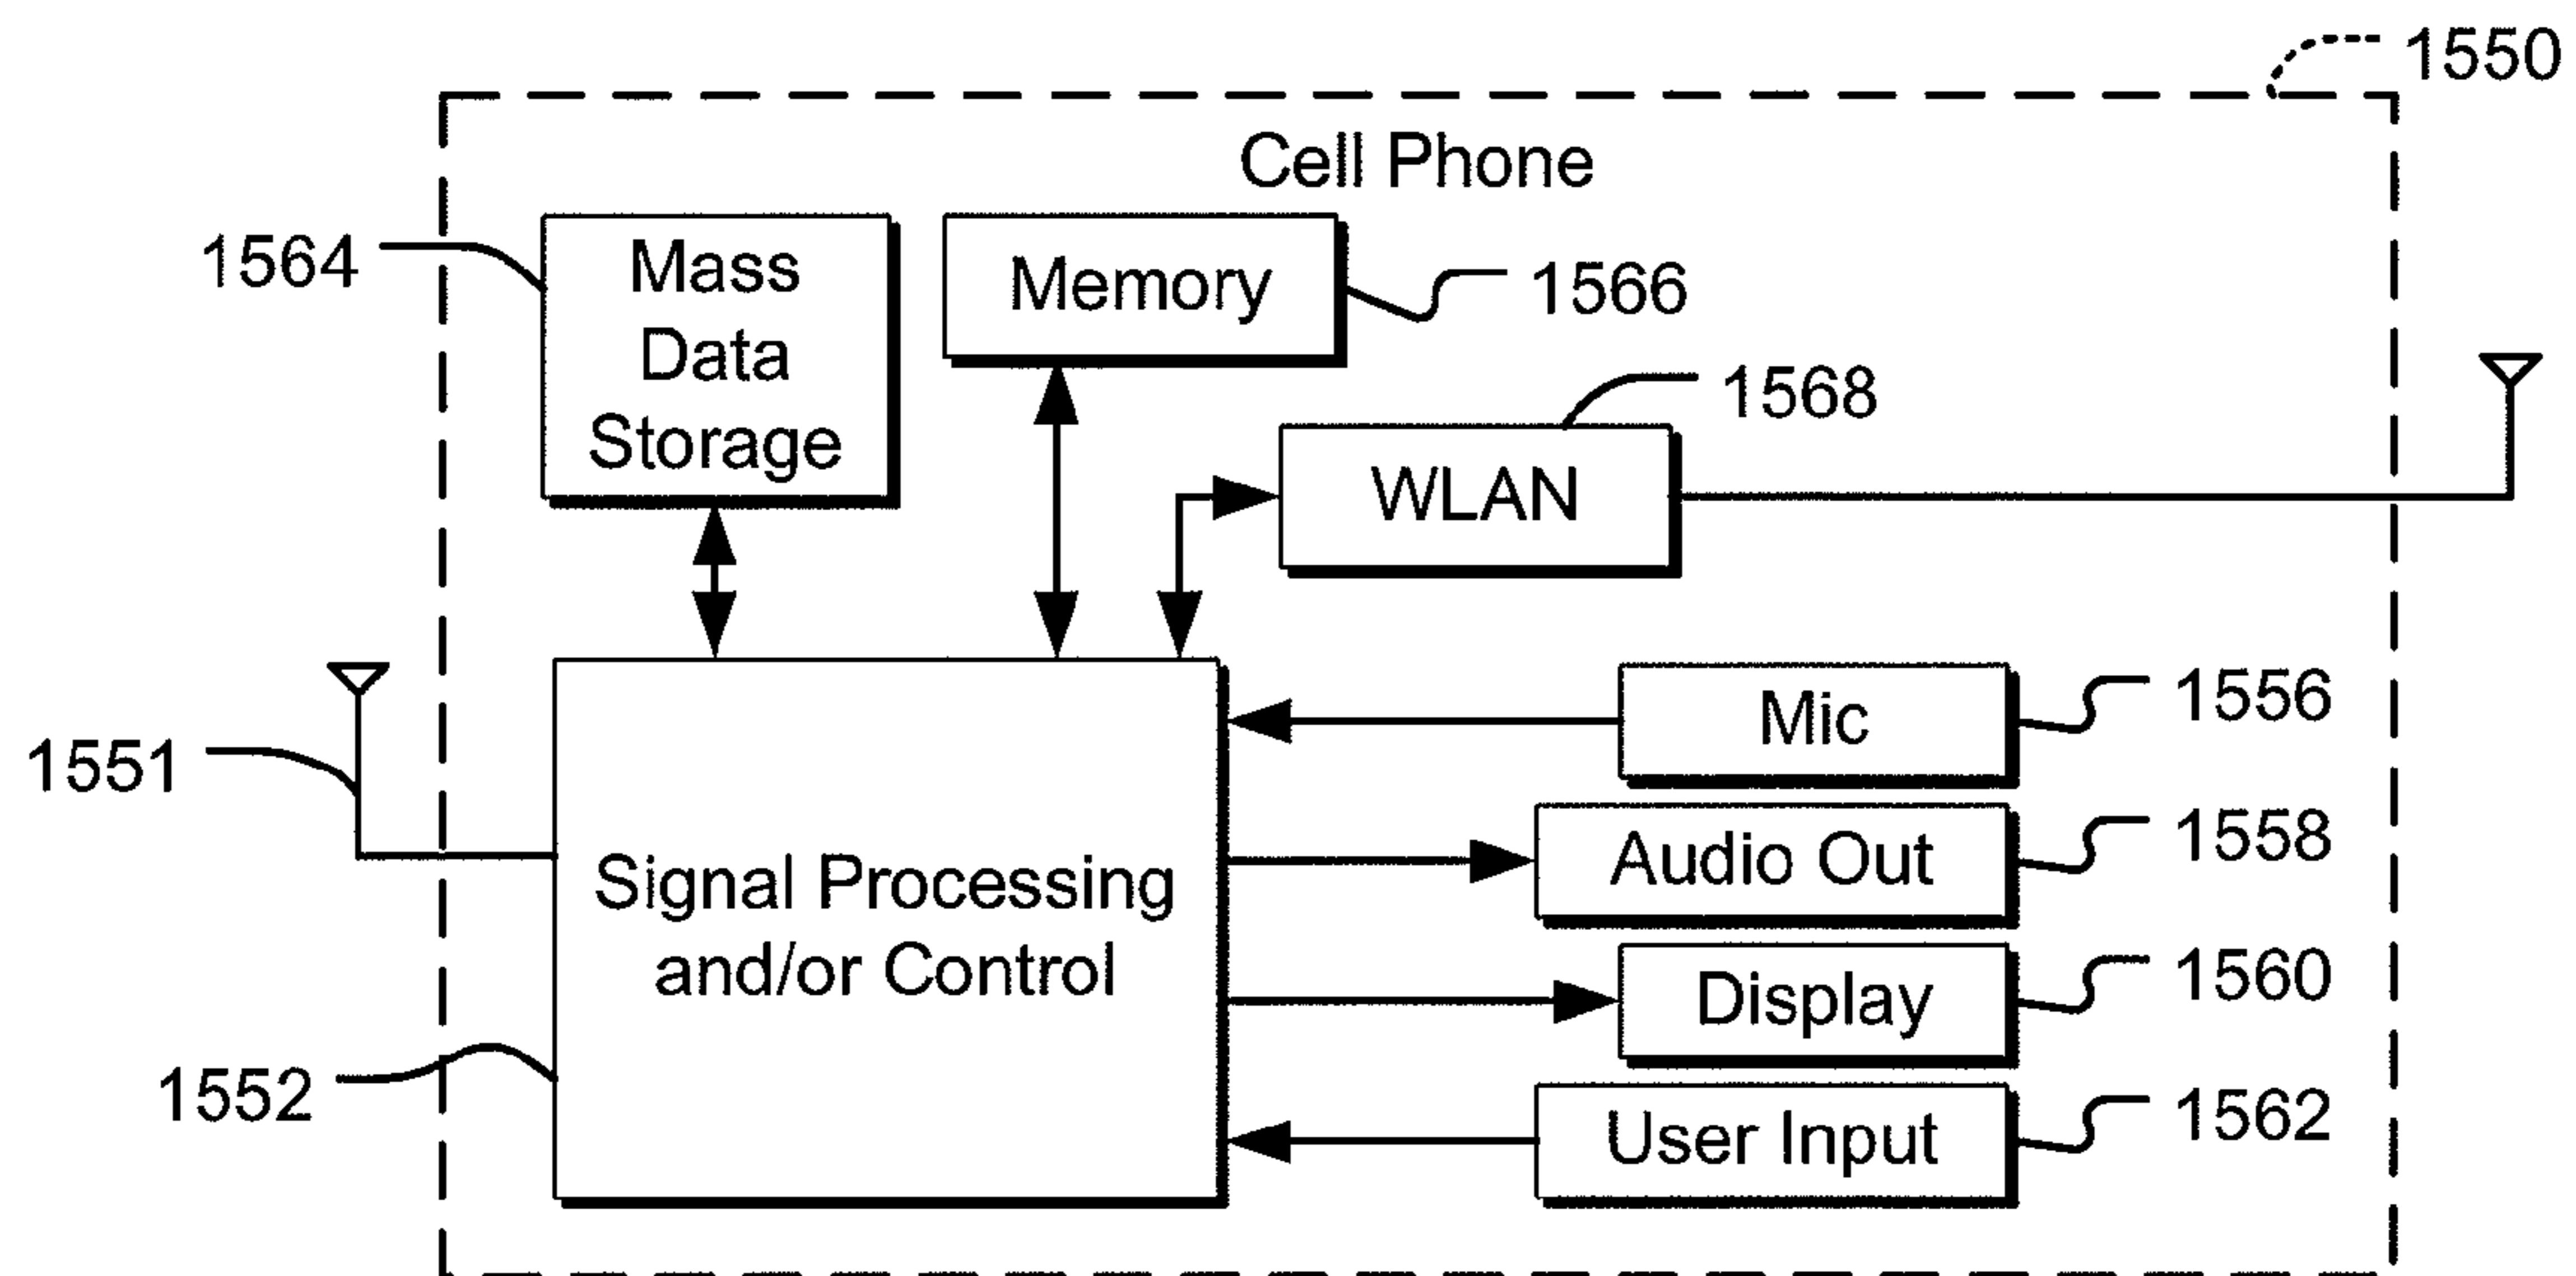 1550
Cell Phone
1564
Mass
Data
Storage
Memory
1566
1568
WLAN
1551
1552
Signal Processing
and/or Control
Mic
1556
Audio Out
1558
Display
1560
User Input
1562